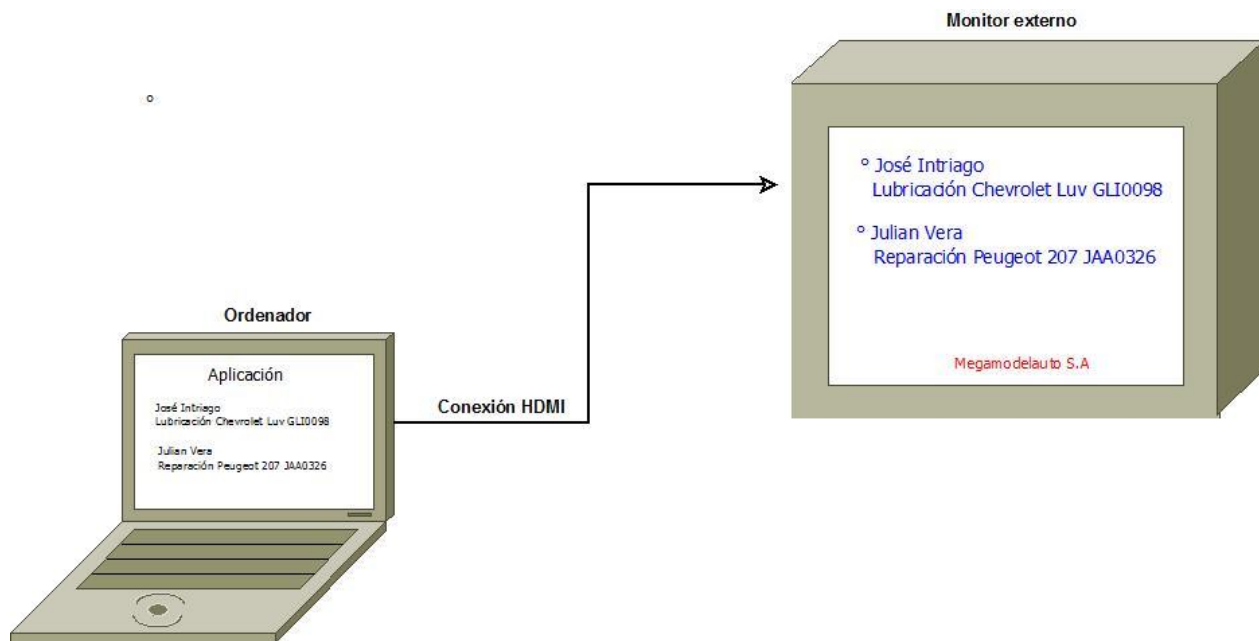 Monitor externo
° José Intriago
Lubricación Chevrolet Luv GLI0098
° Julian Vera
Reparación Peugeot 207 JAA0326
Megamodelauto S.A
Ordenador
Aplicación
José Intriago
Lubricación Chevrolet Luv GLI0098
Julian Vera
Reparación Peugeot 207 JAA0326
Conexión HDMI